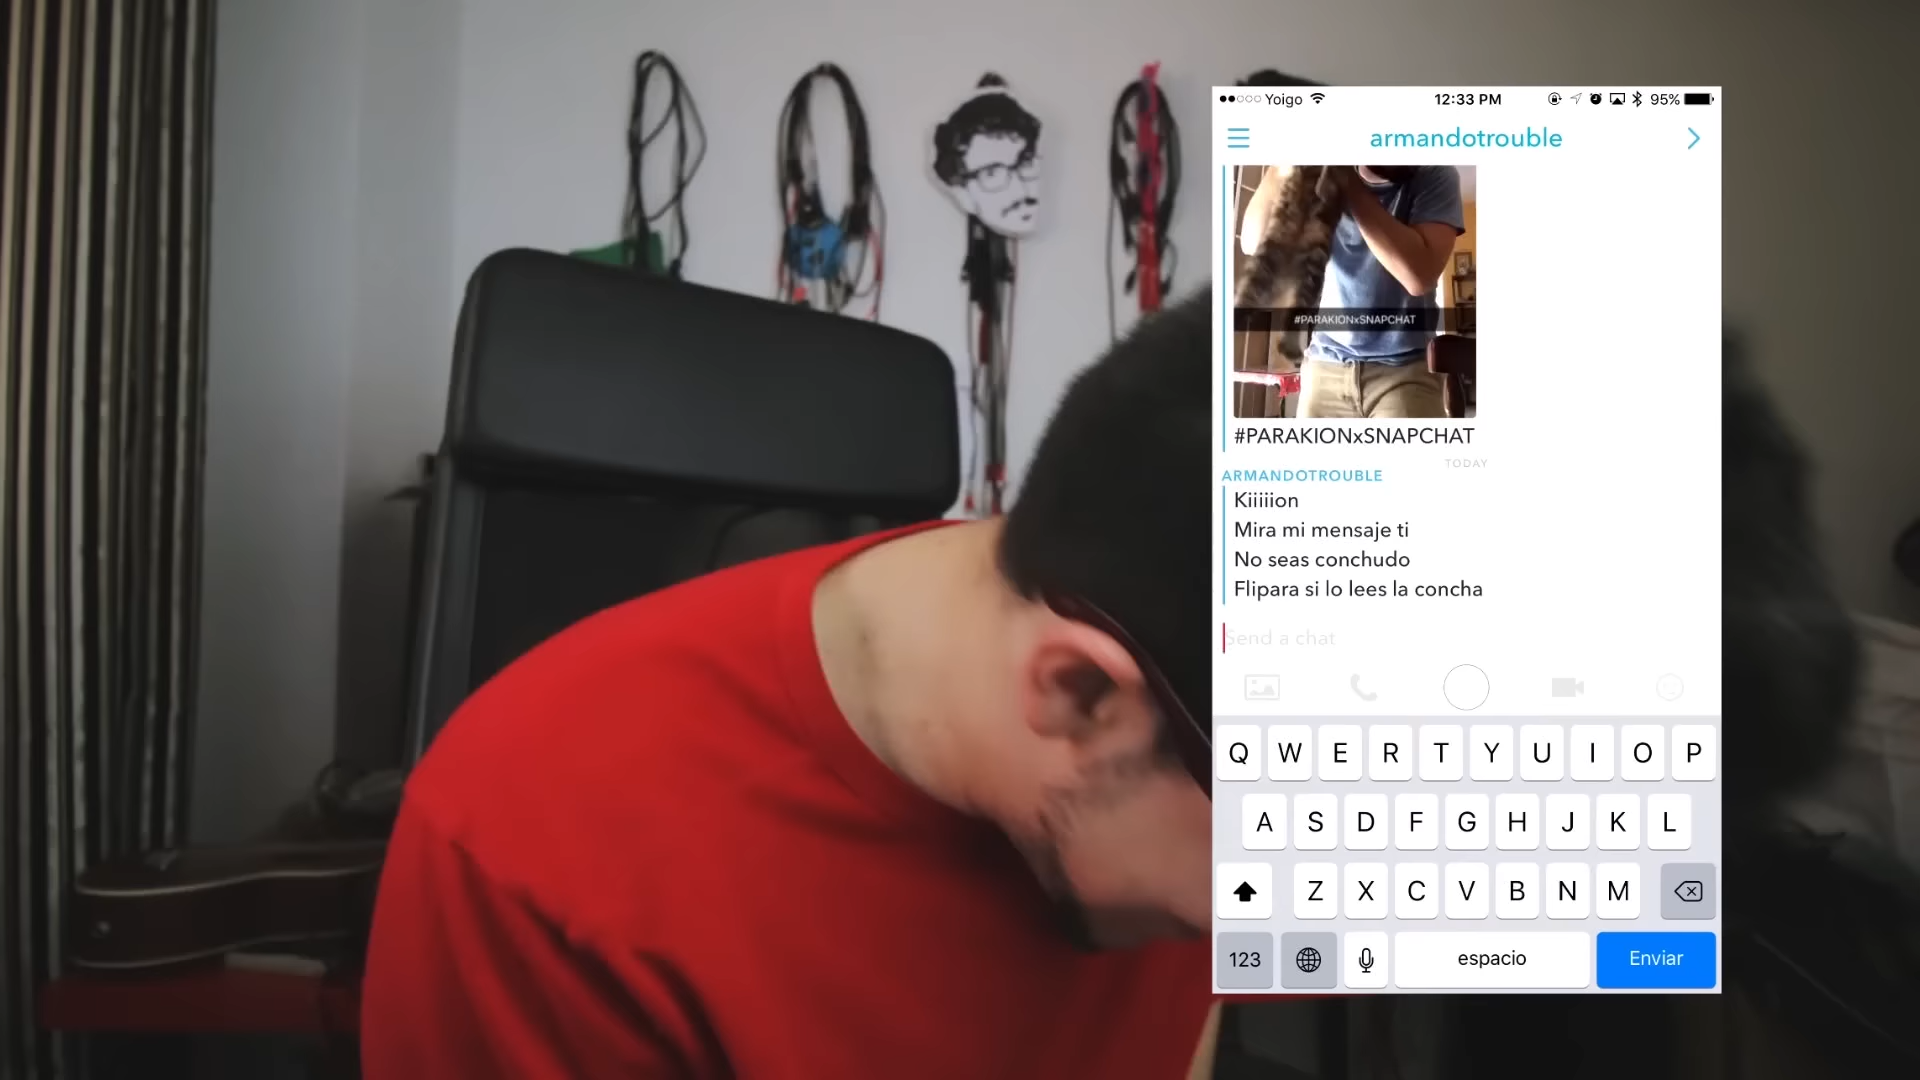 Yoigo 12:33 PM 95%
armandotrouble
#PARAKIONxSNAPCHAT
#PARAKIONxSNAPCHAT
TODAY
ARMANDOTROUBLE
Kiiiiion
Mira mi mensaje ti
No seas conchudo
Flipara si lo lees la concha
Send a chat
Q W E R T Y U I O P
A S D F G H J K L
Z X C V B N M
123 espacio Enviar